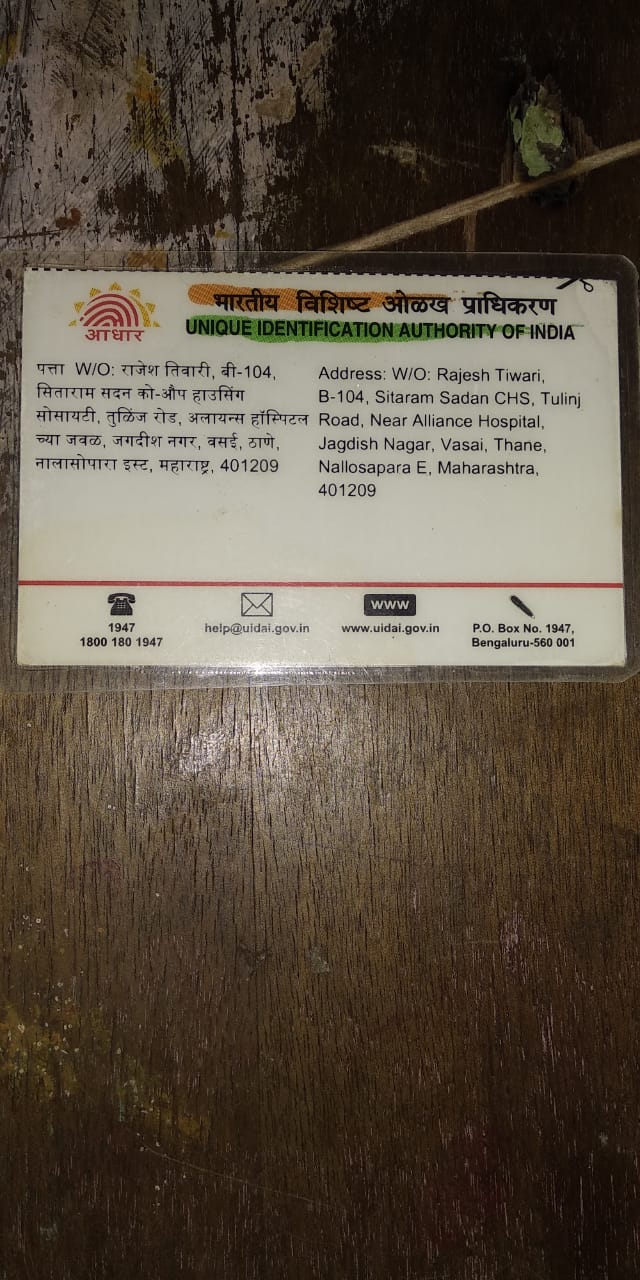 आधार
भारतीय विशिष्ट ओळख प्राधिकरण
UNIQUE IDENTIFICATION AUTHORITY OF INDIA
पत्ता W/O: राजेश तिवारी, बी-104,
सिताराम सदन को-औप हाउसिंग
सोसायटी, तुळिंज रोड, अलायन्स हॉस्पिटल
च्या जवळ, जगदीश नगर, वसई, ठाणे,
नालासोपारा इस्ट, महाराष्ट्र, 401209
Address: W/O: Rajesh Tiwari,
B-104, Sitaram Sadan CHS, Tulinj
Road, Near Alliance Hospital,
Jagdish Nagar, Vasai, Thane,
Nallosapara E, Maharashtra,
401209
1947
1800 180 1947
help@uidai.gov.in
WWW
www.uidai.gov.in
P.O. Box No. 1947,
Bengaluru-560 001